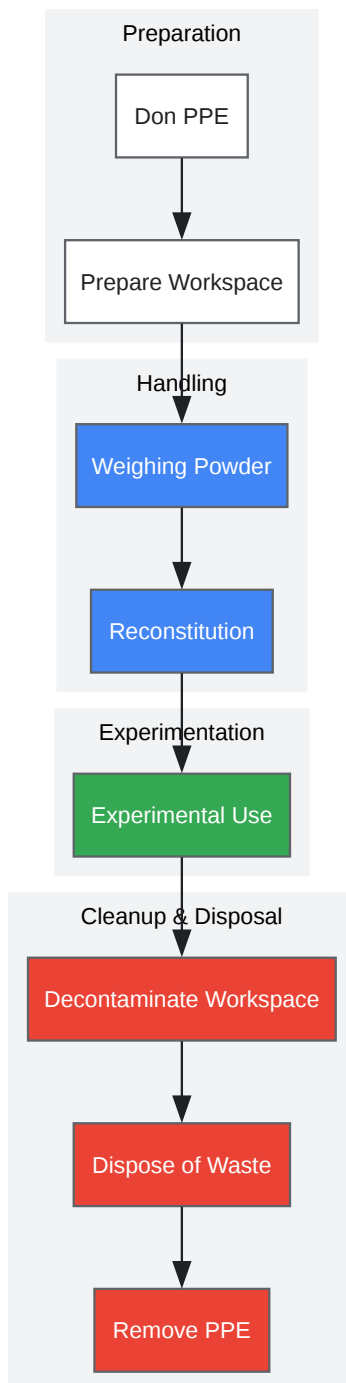 Preparation
Don PPE
Prepare Workspace
Handling
Weighing Powder
Reconstitution
Experimentation
Experimental Use
Cleanup & Disposal
Decontaminate Workspace
Dispose of Waste
Remove PPE